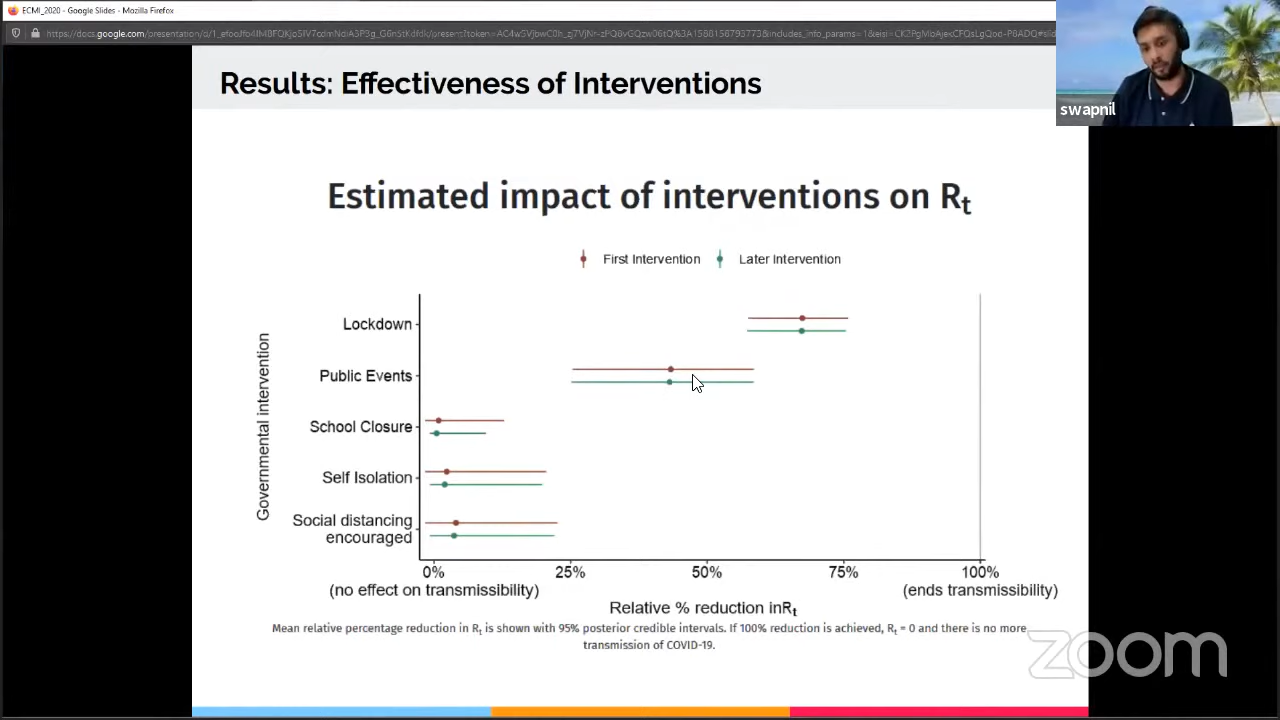 ECMI_2020 - Google Slides - Mozilla Firefox
swapnil
Results: Effectiveness of Interventions
Estimated impact of interventions on Rt
First Intervention Later Intervention
Governmental intervention
Lockdown
Public Events
School Closure
Self Isolation
Social distancing
encouraged
0% 25% 50% 75% 100%
(no effect on transmissibility) (ends transmissibility)
Relative % reduction inRt
Mean relative percentage reduction in Rt is shown with 95% posterior credible intervals. If 100% reduction is achieved, Rt = 0 and there is no more
transmission of COVID-19.
zoom